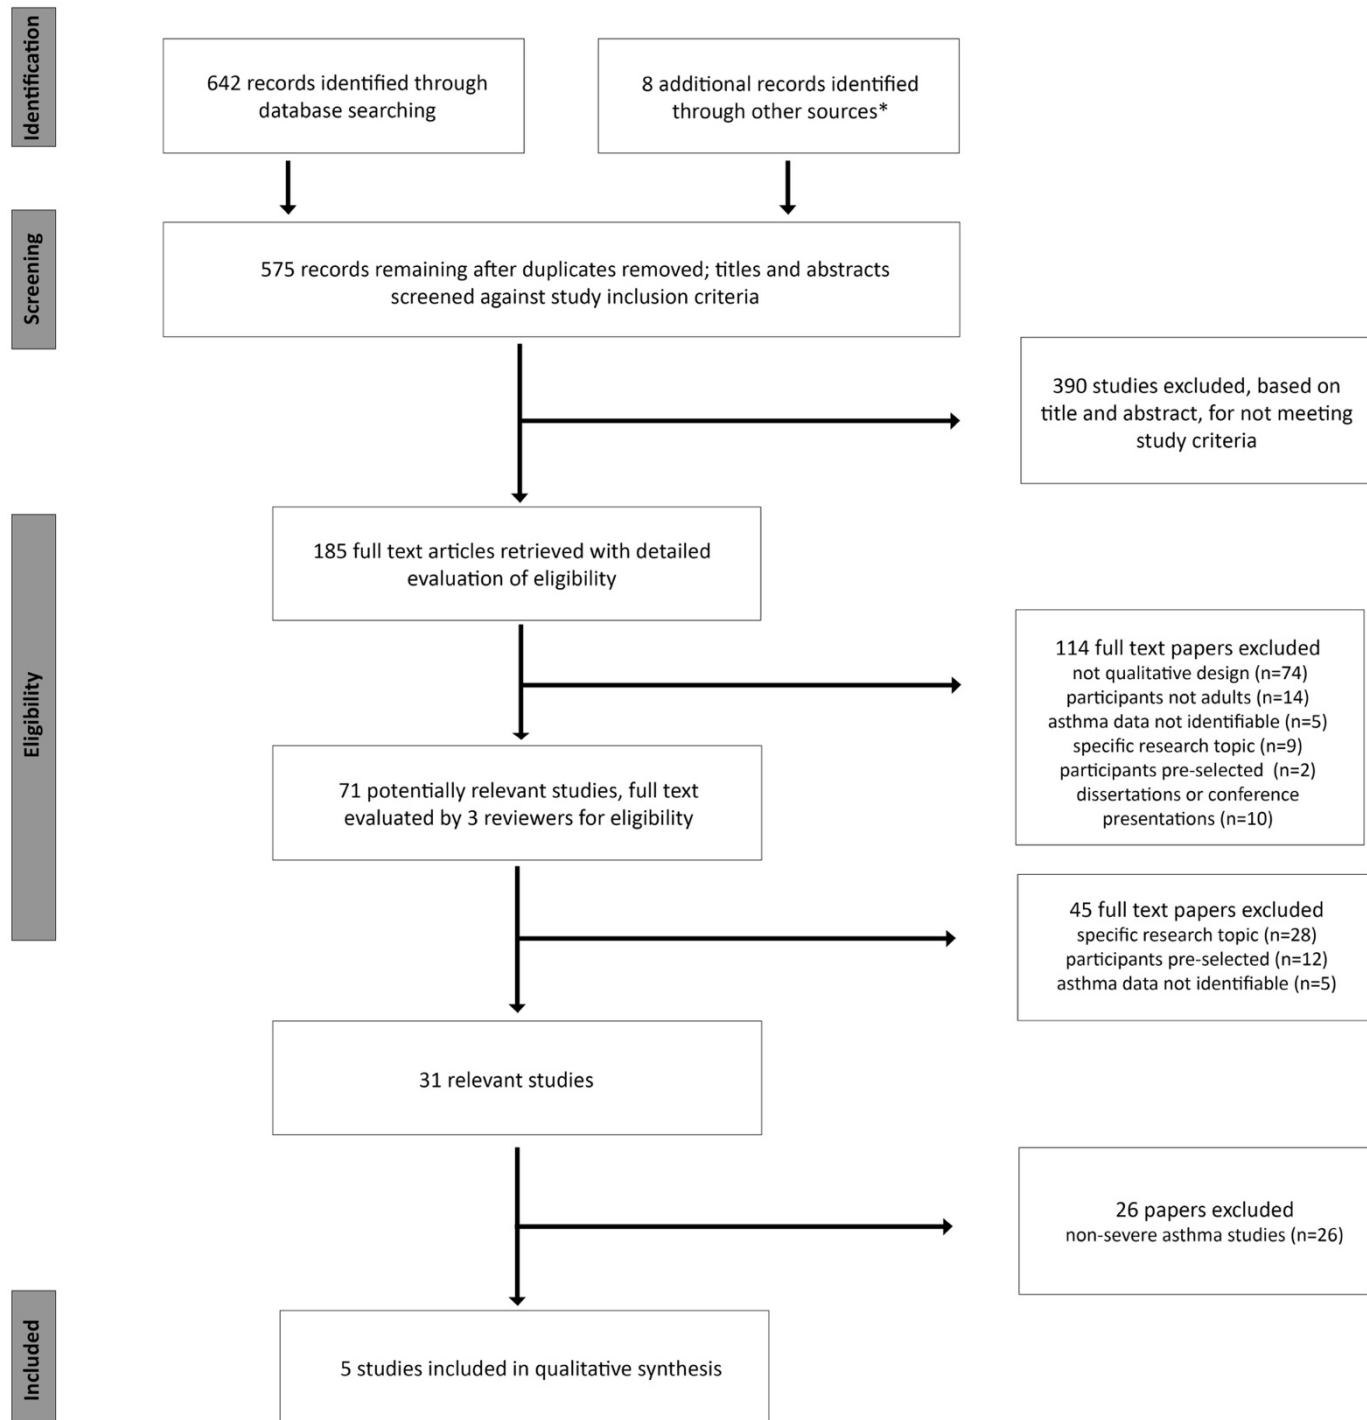 Identification
642 records identified through
database searching
8 additional records identified
through other sources*
Screening
575 records remaining after duplicates removed; titles and abstracts
screened against study inclusion criteria
390 studies excluded, based on
title and abstract, for not meeting
study criteria
Eligibility
185 full text articles retrieved with detailed
evaluation of eligibility
114 full text papers excluded
not qualitative design (n=74)
participants not adults (n=14)
asthma data not identifiable (n=5)
specific research topic (n=9)
participants pre-selected (n=2)
dissertations or conference
presentations (n=10)
71 potentially relevant studies, full text
evaluated by 3 reviewers for eligibility
45 full text papers excluded
specific research topic (n=28)
participants pre-selected (n=12)
asthma data not identifiable (n=5)
31 relevant studies
26 papers excluded
non-severe asthma studies (n=26)
Included
5 studies included in qualitative synthesis